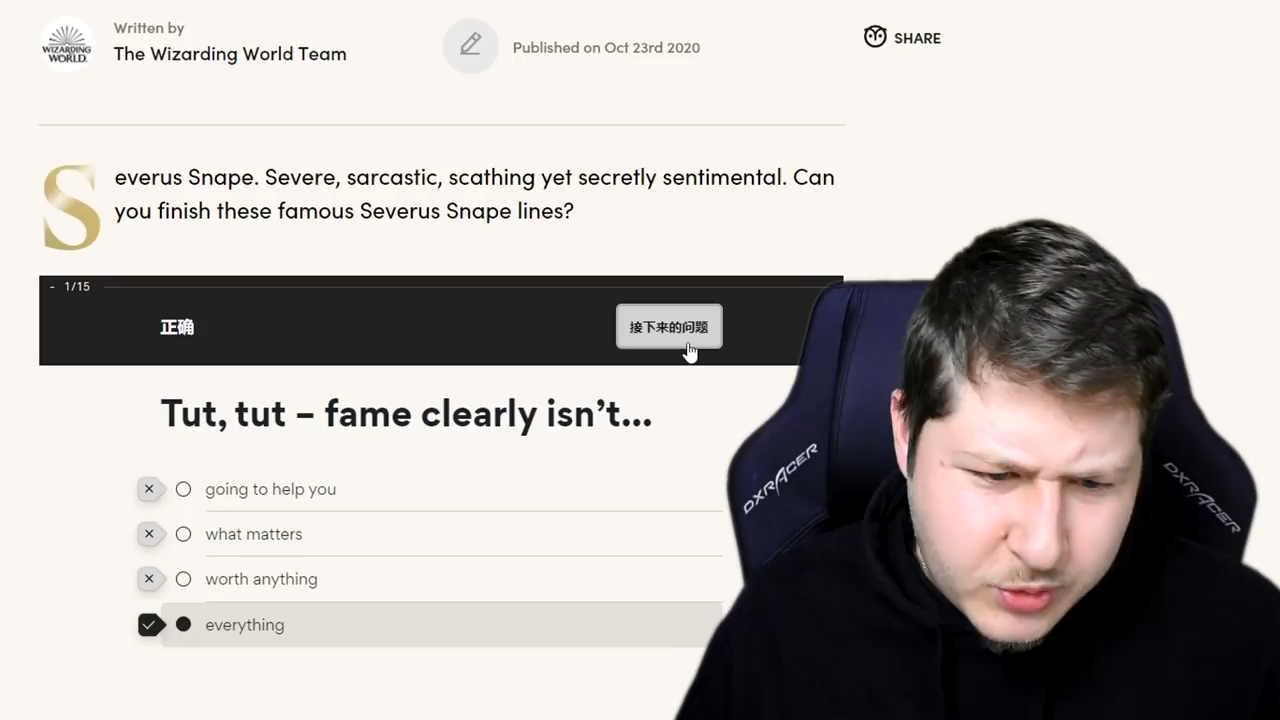 Written by
The Wizarding World Team
WIZARDING
WORLD.
Published on Oct 23rd 2020
SHARE
Severus Snape. Severe, sarcastic, scathing yet secretly sentimental. Can
you finish these famous Severus Snape lines?
- 1/15
正确
接下来的问题
Tut, tut – fame clearly isn’t...
× going to help you
× what matters
× worth anything
everything
DXRACER
DXRACER